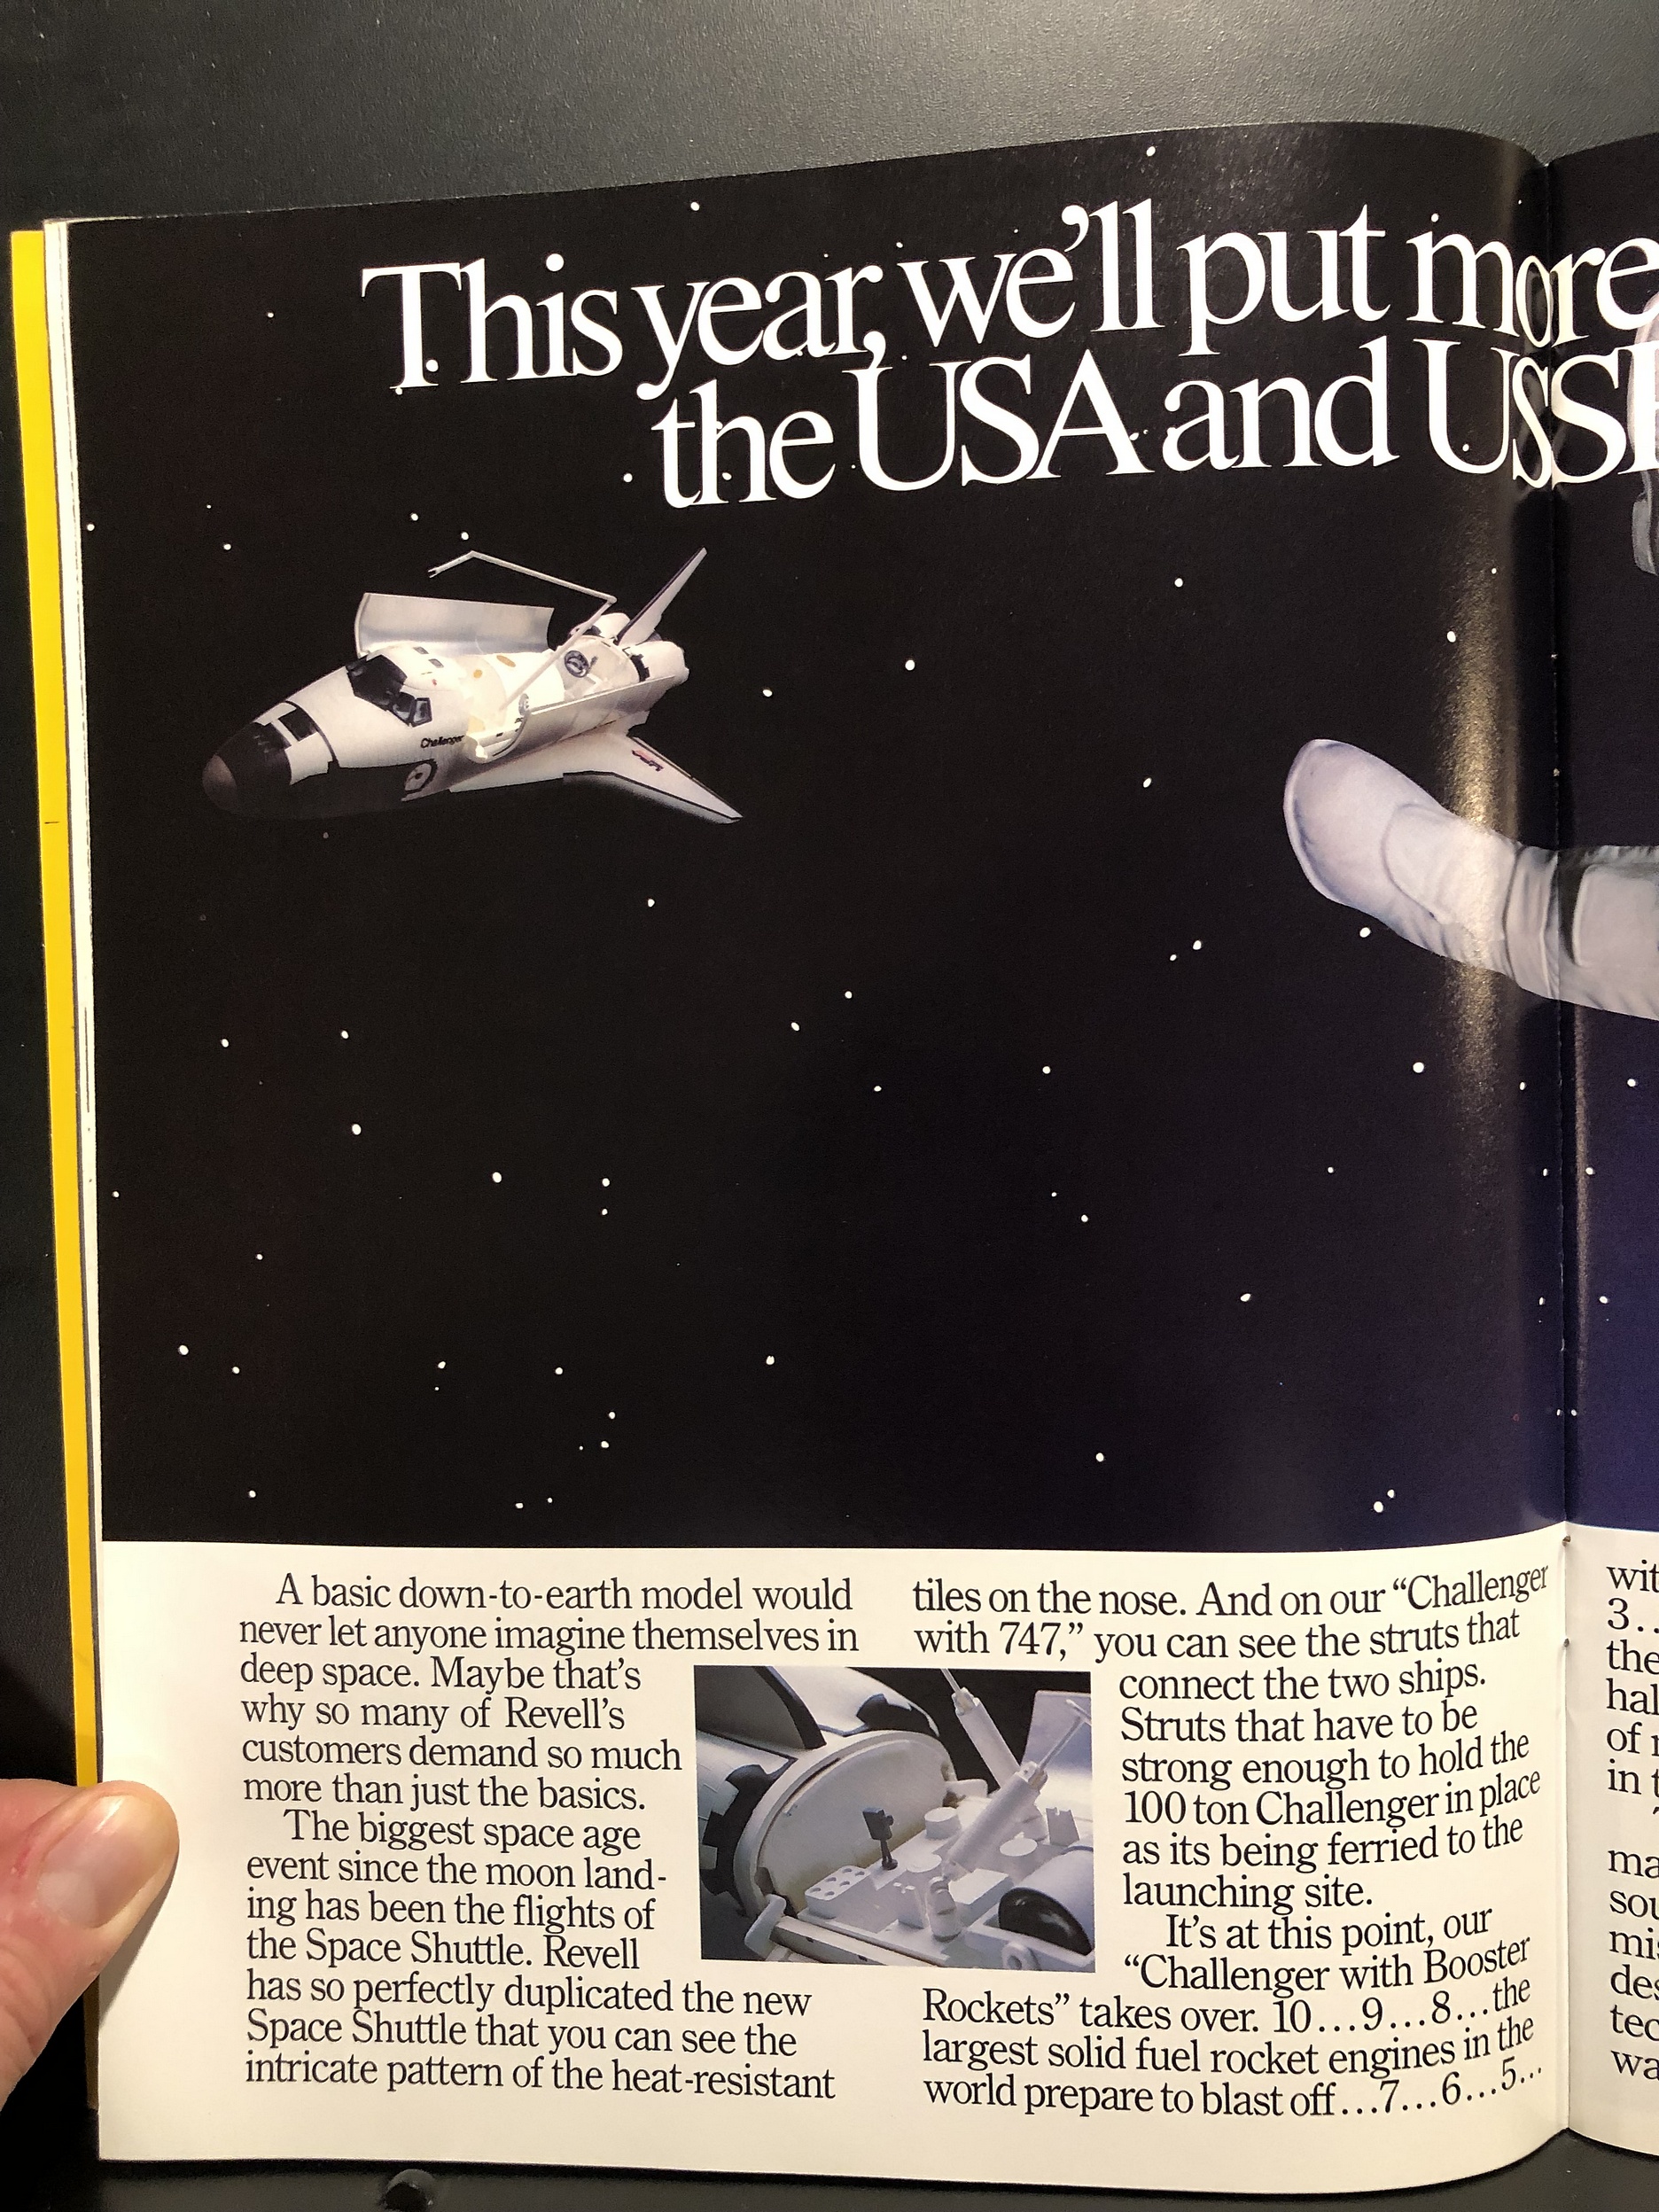 This year, we'll put more
the USA and USS
Challenger
A basic down-to-earth model would
never let anyone imagine themselves in
deep space. Maybe that's
why so many of Revell's
customers demand so much
more than just the basics.
The biggest space age
event since the moon land-
ing has been the flights of
the Space Shuttle. Revell
has so perfectly duplicated the new
Space Shuttle that you can see the
intricate pattern of the heat-resistant
tiles on the nose. And on our “Challenger
with 747,” you can see the struts that
connect the two ships.
Struts that have to be
strong enough to hold the
100 ton Challenger in place
as its being ferried to the
launching site.
It's at this point, our
“Challenger with Booster
Rockets” takes over. 10...9...8...the
largest solid fuel rocket engines in the
world prepare to blast off...7...6...5...
3..
the
of
in